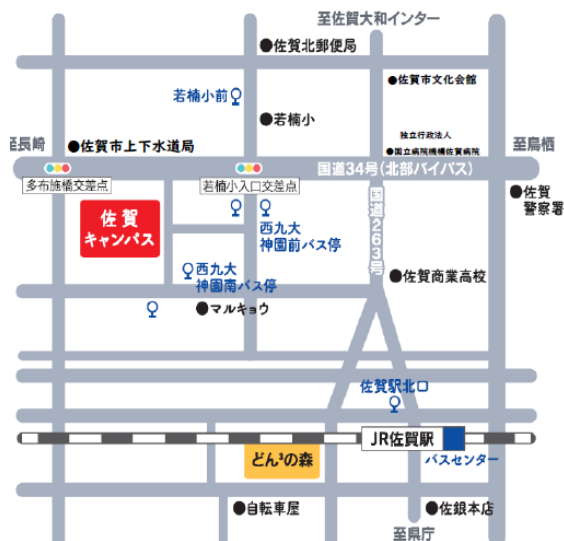 至佐賀大和インター
●佐賀北郵便局
●佐賀市文化会館
若楠小前
●若楠小
独立行政法人
●国立病院機構佐賀病院
至長崎
●佐賀市上下水道局
至鳥栖
国道34号(北部バイパス)
多布施橋交差点
若楠小入口交差点
●佐賀
警察署
佐賀
キャンパス
国道263号
西九大
神園前バス停
西九大
神園南バス停
●佐賀商業高校
●マルキョウ
佐賀駅北口
JR佐賀駅
どん³の森
バスセンター
●自転車屋
●佐銀本店
至県庁